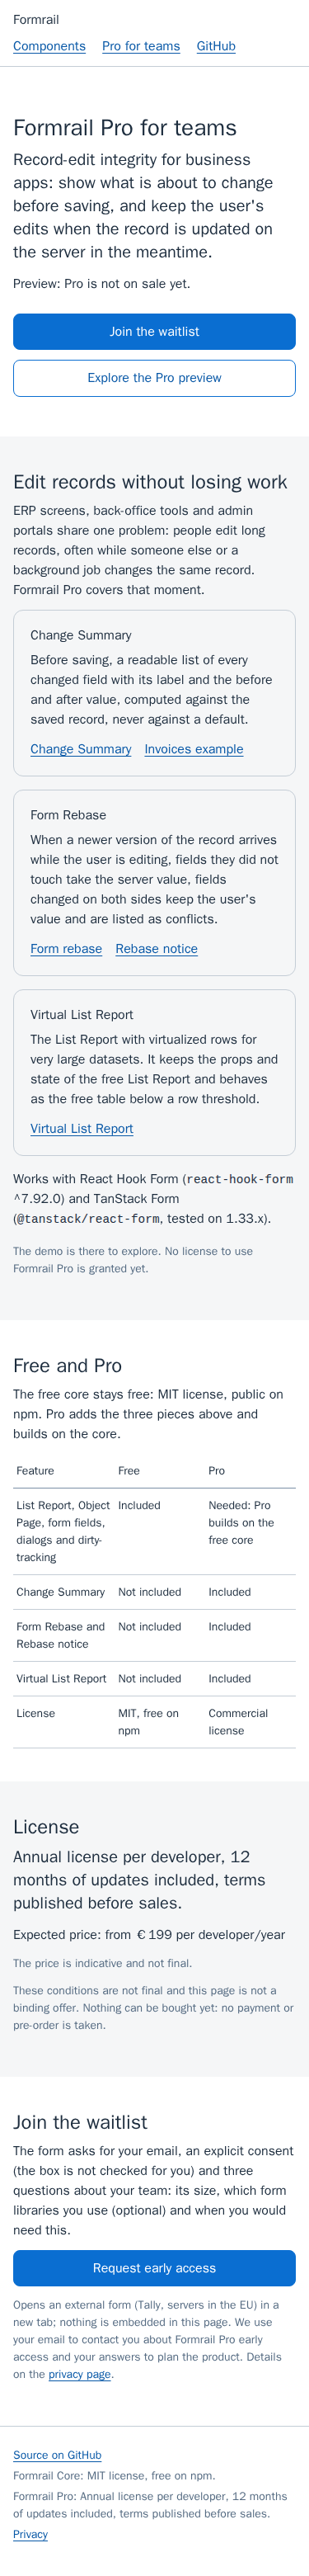 Formrail
Components Pro for teams GitHub
Formrail Pro for teams
Record-edit integrity for business
apps: show what is about to change
before saving, and keep the user's
edits when the record is updated on
the server in the meantime.
Preview: Pro is not on sale yet.
Join the waitlist
Explore the Pro preview
Edit records without losing work
ERP screens, back-office tools and admin
portals share one problem: people edit long
records, often while someone else or a
background job changes the same record.
Formrail Pro covers that moment.
Change Summary
Before saving, a readable list of every
changed field with its label and the before
and after value, computed against the
saved record, never against a default.
Change Summary Invoices example
Form Rebase
When a newer version of the record arrives
while the user is editing, fields they did not
touch take the server value, fields
changed on both sides keep the user's
value and are listed as conflicts.
Form rebase Rebase notice
Virtual List Report
The List Report with virtualized rows for
very large datasets. It keeps the props and
state of the free List Report and behaves
as the free table below a row threshold.
Virtual List Report
Works with React Hook Form (react-hook-form
^7.92.0) and TanStack Form
(@tanstack/react-form, tested on 1.33.x).
The demo is there to explore. No license to use
Formrail Pro is granted yet.
Free and Pro
The free core stays free: MIT license, public on
npm. Pro adds the three pieces above and
builds on the core.
Feature Free Pro
List Report, Object Included Needed: Pro
Page, form fields, builds on the
dialogs and dirty- free core
tracking
Change Summary Not included Included
Form Rebase and Not included Included
Rebase notice
Virtual List Report Not included Included
License MIT, free on Commercial
npm license
License
Annual license per developer, 12
months of updates included, terms
published before sales.
Expected price: from €199 per developer/year
The price is indicative and not final.
These conditions are not final and this page is not a
binding offer. Nothing can be bought yet: no payment or
pre-order is taken.
Join the waitlist
The form asks for your email, an explicit consent
(the box is not checked for you) and three
questions about your team: its size, which form
libraries you use (optional) and when you would
need this.
Request early access
Opens an external form (Tally, servers in the EU) in a
new tab; nothing is embedded in this page. We use
your email to contact you about Formrail Pro early
access and your answers to plan the product. Details
on the privacy page.
Source on GitHub
Formrail Core: MIT license, free on npm.
Formrail Pro: Annual license per developer, 12 months
of updates included, terms published before sales.
Privacy